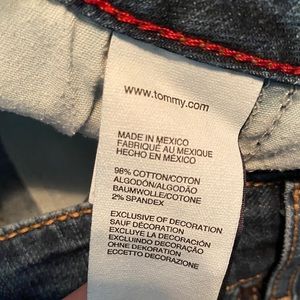 www.tommy.com
MADE IN MEXICO
FABRIQUÉ AU MEXIQUE
HECHO EN MÉXICO
98% COTTON/COTON
ALGODÓN/ALGODÃO
BAUMWOLLE/COTONE
2% SPANDEX
EXCLUSIVE OF DECORATION
SAUF DÉCORATION
EXCLUYE LA DECORACIÓN
EXCLUINDO DECORAÇÃO
OHNE DEKORATION
ECCETTO DECORAZIONE